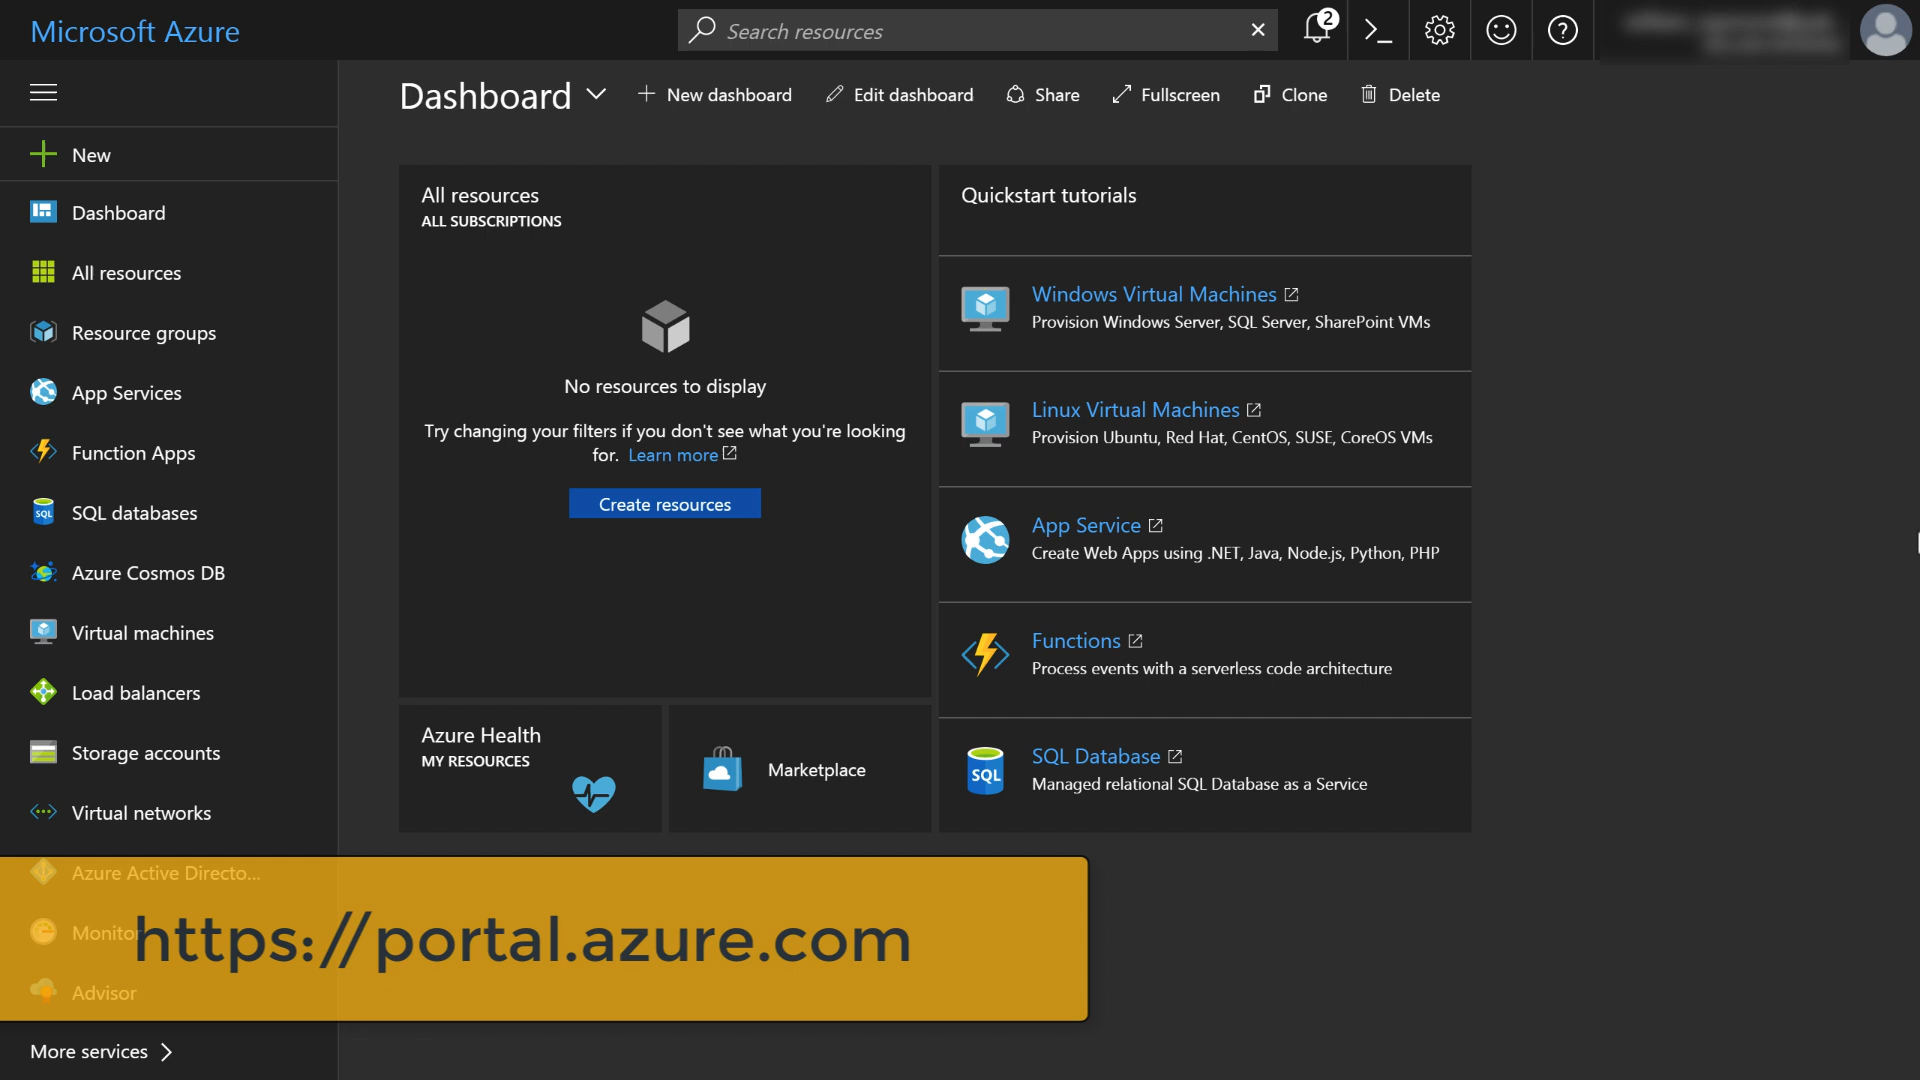 Microsoft Azure
Search resources
2
Dashboard
New dashboard
Edit dashboard
Share
Fullscreen
Clone
Delete
New
Dashboard
All resources
Resource groups
App Services
Function Apps
SQL databases
Azure Cosmos DB
Virtual machines
Load balancers
Storage accounts
Virtual networks
Azure Active Directo...
Monitor
Advisor
More services
All resources
ALL SUBSCRIPTIONS
No resources to display
Try changing your filters if you don't see what you're looking
for. Learn more
Create resources
Azure Health
MY RESOURCES
Marketplace
Quickstart tutorials
Windows Virtual Machines
Provision Windows Server, SQL Server, SharePoint VMs
Linux Virtual Machines
Provision Ubuntu, Red Hat, CentOS, SUSE, CoreOS VMs
App Service
Create Web Apps using .NET, Java, Node.js, Python, PHP
Functions
Process events with a serverless code architecture
SQL
SQL Database
Managed relational SQL Database as a Service
https://portal.azure.com